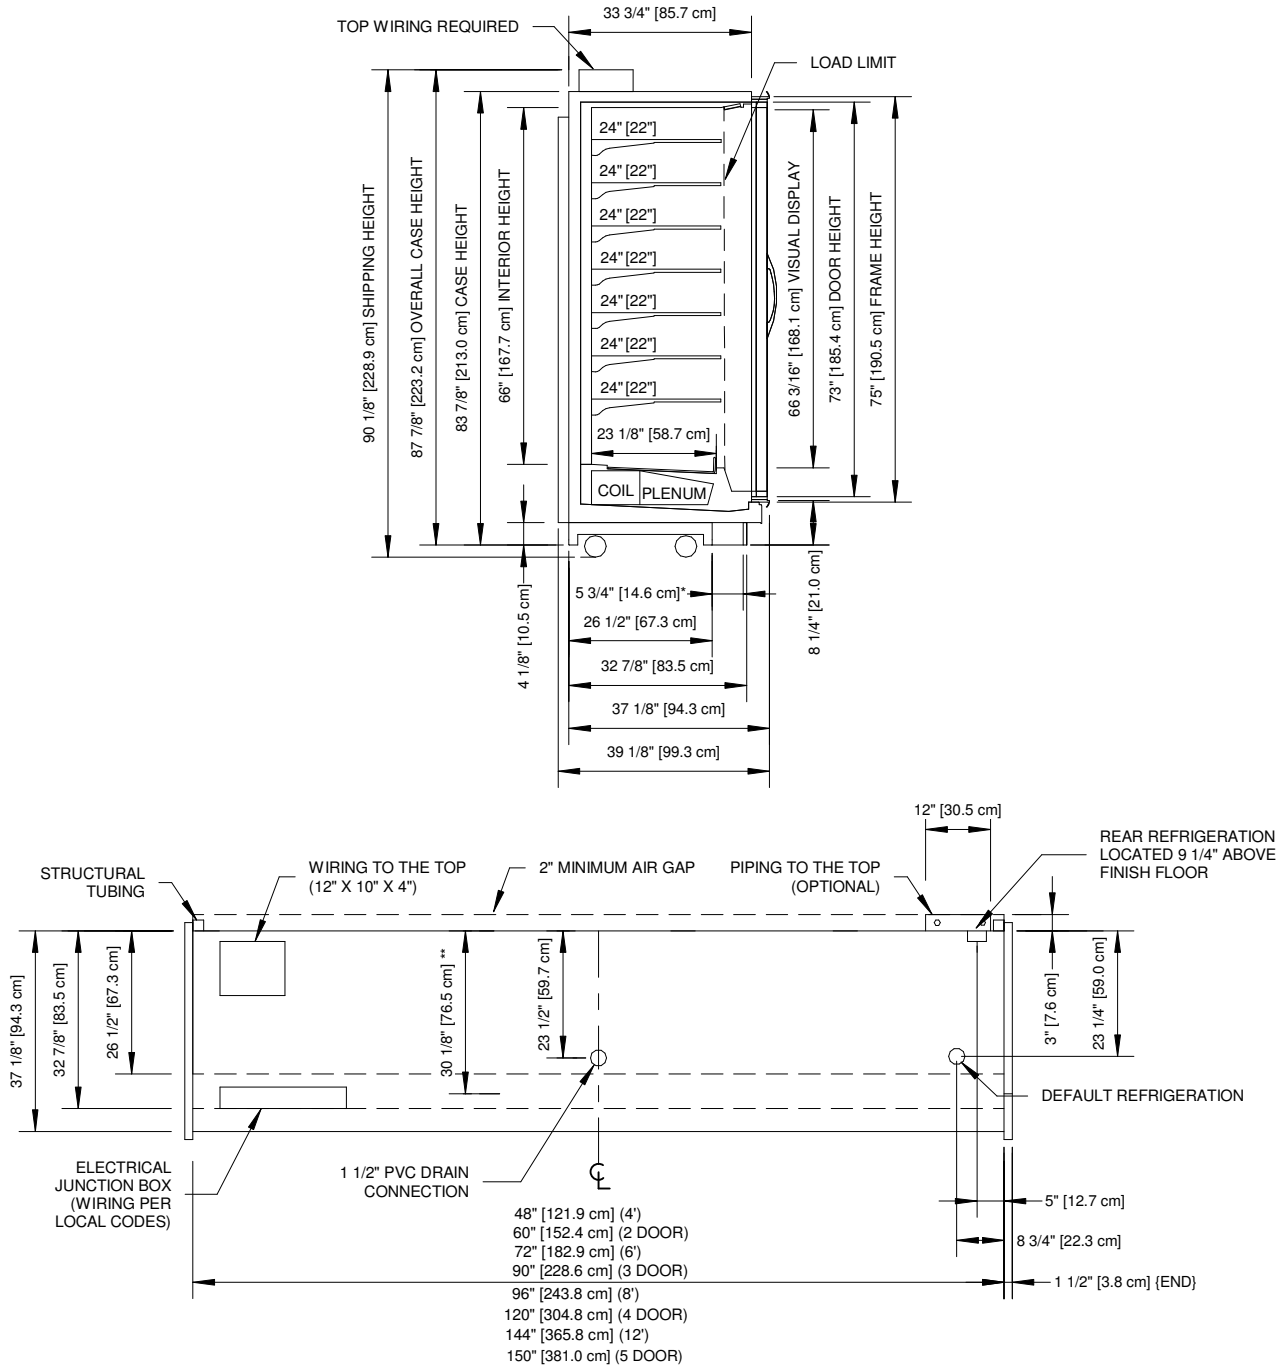 33 3/4" [85.7 cm]
TOP WIRING REQUIRED
LOAD LIMIT
90 1/8" [228.9 cm] SHIPPING HEIGHT
87 7/8" [223.2 cm] OVERALL CASE HEIGHT
83 7/8" [213.0 cm] CASE HEIGHT
66" [167.7 cm] INTERIOR HEIGHT
24" [22"]
24" [22"]
24" [22"]
24" [22"]
24" [22"]
24" [22"]
24" [22"]
66 3/16" [168.1 cm] VISUAL DISPLAY
73" [185.4 cm] DOOR HEIGHT
75" [190.5 cm] FRAME HEIGHT
23 1/8" [58.7 cm]
COIL
PLENUM
4 1/8" [10.5 cm]
8 1/4" [21.0 cm]
5 3/4" [14.6 cm]*
26 1/2" [67.3 cm]
32 7/8" [83.5 cm]
37 1/8" [94.3 cm]
39 1/8" [99.3 cm]
12" [30.5 cm]
STRUCTURAL
TUBING
WIRING TO THE TOP
(12" X 10" X 4")
2" MINIMUM AIR GAP
PIPING TO THE TOP
(OPTIONAL)
REAR REFRIGERATION
LOCATED 9 1/4" ABOVE
FINISH FLOOR
37 1/8" [94.3 cm]
32 7/8" [83.5 cm]
26 1/2" [67.3 cm]
30 1/8" [76.5 cm] **
23 1/2" [59.7 cm]
3" [7.6 cm]
23 1/4" [59.0 cm]
DEFAULT REFRIGERATION
ELECTRICAL
JUNCTION BOX
(WIRING PER
LOCAL CODES)
1 1/2" PVC DRAIN
CONNECTION
℄
5" [12.7 cm]
8 3/4" [22.3 cm]
1 1/2" [3.8 cm] {END}
48" [121.9 cm] (4')
60" [152.4 cm] (2 DOOR)
72" [182.9 cm] (6')
90" [228.6 cm] (3 DOOR)
96" [243.8 cm] (8')
120" [304.8 cm] (4 DOOR)
144" [365.8 cm] (12')
150" [381.0 cm] (5 DOOR)